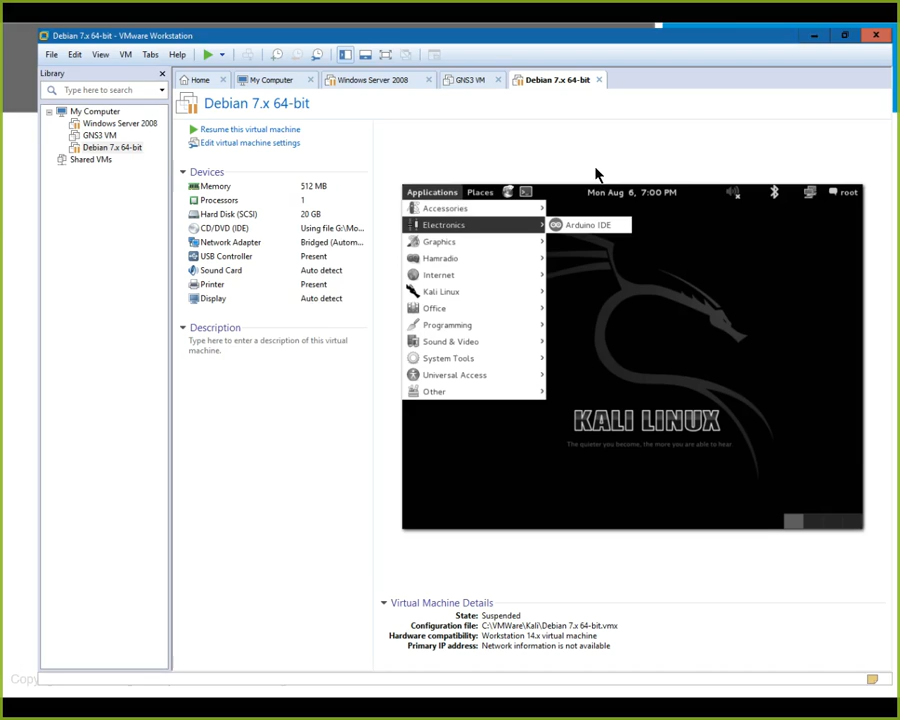 Debian 7.x 64-bit - VMware Workstation
File Edit View VM Tabs Help
Library
Type here to search
My Computer
Windows Server 2008
GNS3 VM
Debian 7.x 64-bit
Shared VMs
Home My Computer Windows Server 2008 GNS3 VM Debian 7.x 64-bit
Debian 7.x 64-bit
Resume this virtual machine
Edit virtual machine settings
Devices
Memory 512 MB
Processors 1
Hard Disk (SCSI) 20 GB
CD/DVD (IDE) Using file G:\Mo...
Network Adapter Bridged (Autom...
USB Controller Present
Sound Card Auto detect
Printer Present
Display Auto detect
Description
Type here to enter a description of this virtual
machine.
Applications Places Mon Aug 6, 7:00 PM root
Accessories
Electronics Arduino IDE
Graphics
Hamradio
Internet
Kali Linux
Office
Programming
Sound & Video
System Tools
Universal Access
Other
KALI LINUX
The quieter you become, the more you are able to hear
Virtual Machine Details
State: Suspended
Configuration file: C:\VMWare\Kali\Debian 7.x 64-bit.vmx
Hardware compatibility: Workstation 14.x virtual machine
Primary IP address: Network information is not available